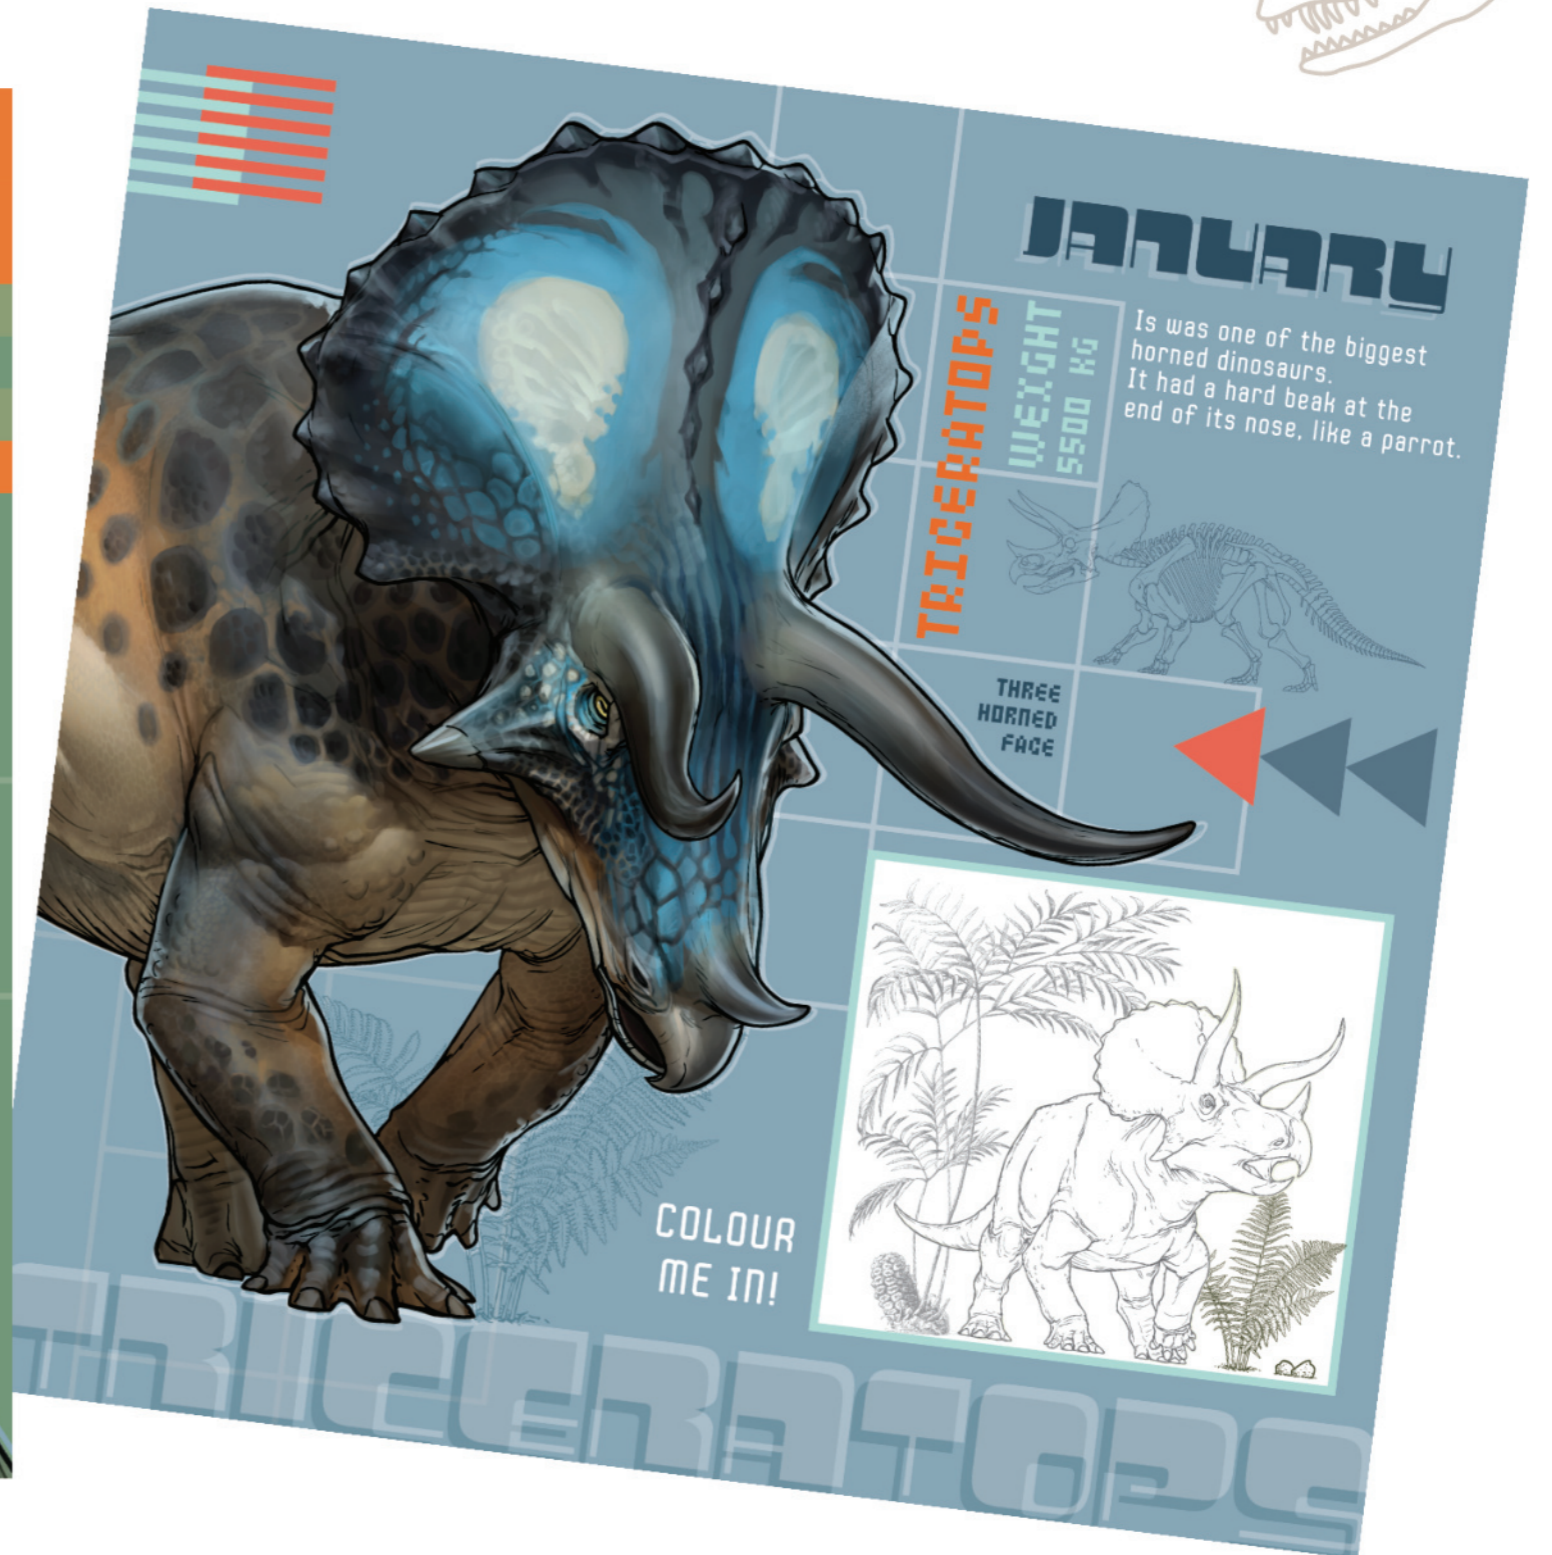 JANUARY
Is was one of the biggest
horned dinosaurs.
It had a hard beak at the
end of its nose, like a parrot.
TRICERATOPS
WEIGHT
5500 KG
THREE
HORNED
FACE
COLOUR
ME IN!
TRICERATOPS